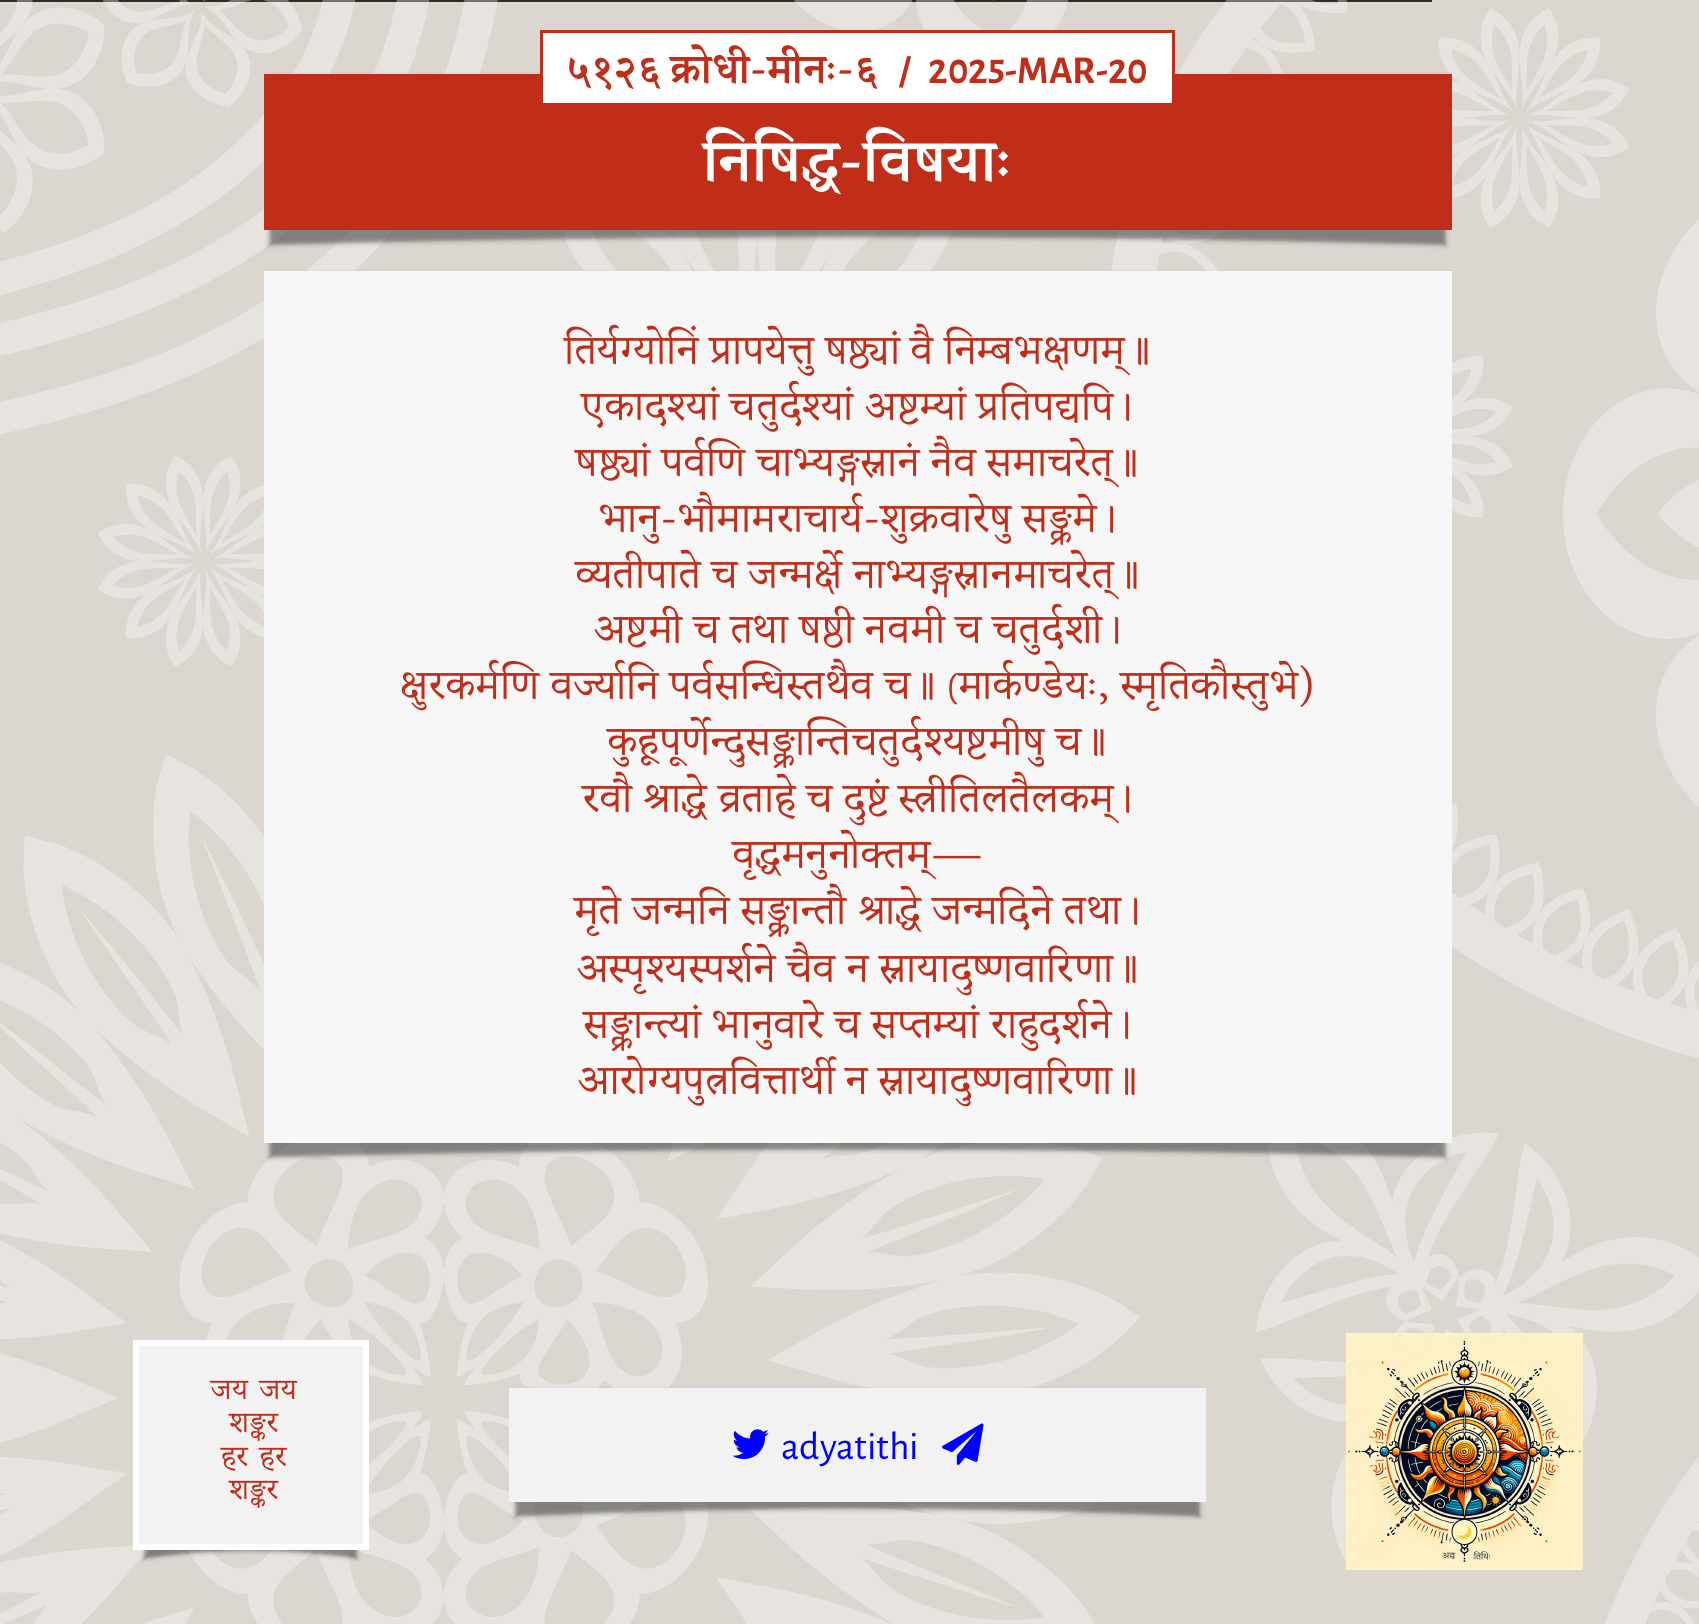 ५१२६ क्रोधी-मीनः-६ / 2025-MAR-20
निषिद्ध-विषयाः
तिर्यग्योनिं प्रापयेत्तु षष्ठ्यां वै निम्बभक्षणम्॥
एकादश्यां चतुर्दश्यां अष्टम्यां प्रतिपद्यपि।
षष्ठ्यां पर्वणि चाभ्यङ्गस्नानं नैव समाचरेत्॥
भानु-भौमामराचार्य-शुक्रवारेषु सङ्क्रमे।
व्यतीपाते च जन्मर्क्षे नाभ्यङ्गस्नानमाचरेत्॥
अष्टमी च तथा षष्ठी नवमी च चतुर्दशी।
क्षुरकर्मणि वर्ज्यानि पर्वसन्धिस्तथैव च॥ (मार्कण्डेयः, स्मृतिकौस्तुभे)
कुहूपूर्णेन्दुसङ्क्रान्तिचतुर्दश्यष्टमीषु च॥
रवौ श्राद्धे व्रताहे च दुष्टं स्त्रीतिलतैलकम्।
वृद्धमनुनोक्तम्—
मृते जन्मनि सङ्क्रान्तौ श्राद्धे जन्मदिने तथा।
अस्पृश्यस्पर्शने चैव न स्नायादुष्णवारिणा॥
सङ्क्रान्त्यां भानुवारे च सप्तम्यां राहुदर्शने।
आरोग्यपुत्रवित्तार्थी न स्नायादुष्णवारिणा॥
जय जय
शङ्कर
हर हर
शङ्कर
adyatithi
अद्य तिथिः